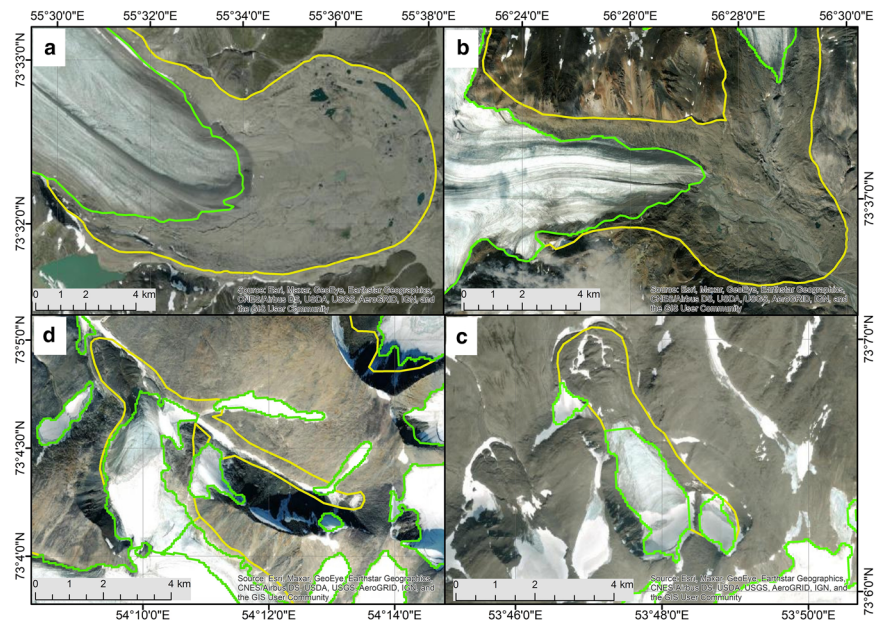 55°30'0"E 55°32'0"E 55°34'0"E 55°36'0"E 55°38'0"E 56°24'0"E 56°26'0"E 56°28'0"E 56°30'0"E
a
b
73°33'0"N
73°32'0"N
73°37'0"N
0 1 2 4 km
Source: Esri, Maxar, GeoEye, Earthstar Geographics,
CNES/Airbus DS, USDA, USGS, AeroGRID, IGN, and
the GIS User Community
0 1 2 4 km
Source: Esri, Maxar, GeoEye, Earthstar Geographics,
CNES/Airbus DS, USDA, USGS, AeroGRID, IGN, and
the GIS User Community
d
c
73°5'0"N
73°4'30"N
73°4'0"N
73°7'0"N
73°6'0"N
0 1 2 4 km
Source: Esri, Maxar, GeoEye, Earthstar Geographics,
CNES/Airbus DS, USDA, USGS, AeroGRID, IGN, and
the GIS User Community
0 1 2 4 km
Source: Esri, Maxar, GeoEye, Earthstar Geographics,
CNES/Airbus DS, USDA, USGS, AeroGRID, IGN, and
the GIS User Community
54°10'0"E 54°12'0"E 54°14'0"E 53°46'0"E 53°48'0"E 53°50'0"E